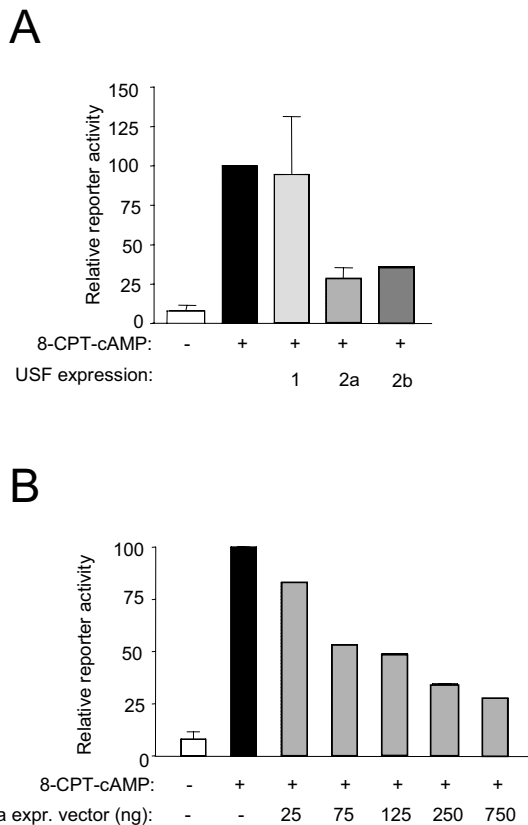 A
Relative reporter activity
150
125
100
75
50
25
0
8-CPT-cAMP: - + + + +
USF expression: 1 2a 2b
B
Relative reporter activity
100
75
50
25
0
8-CPT-cAMP: - + + + + + +
a expr. vector (ng): - - 25 75 125 250 750